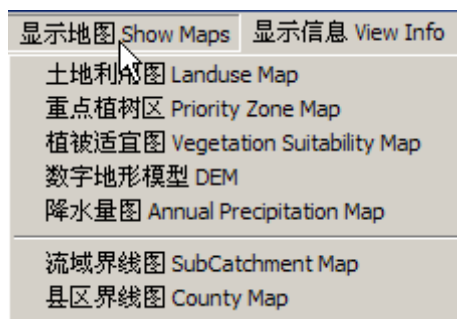 显示地图 Show Maps 显示信息 View Info
土地利用图 Landuse Map
重点植树区 Priority Zone Map
植被适宜图 Vegetation Suitability Map
数字地形模型 DEM
降水量图 Annual Precipitation Map
流域界线图 SubCatchment Map
县区界线图 County Map